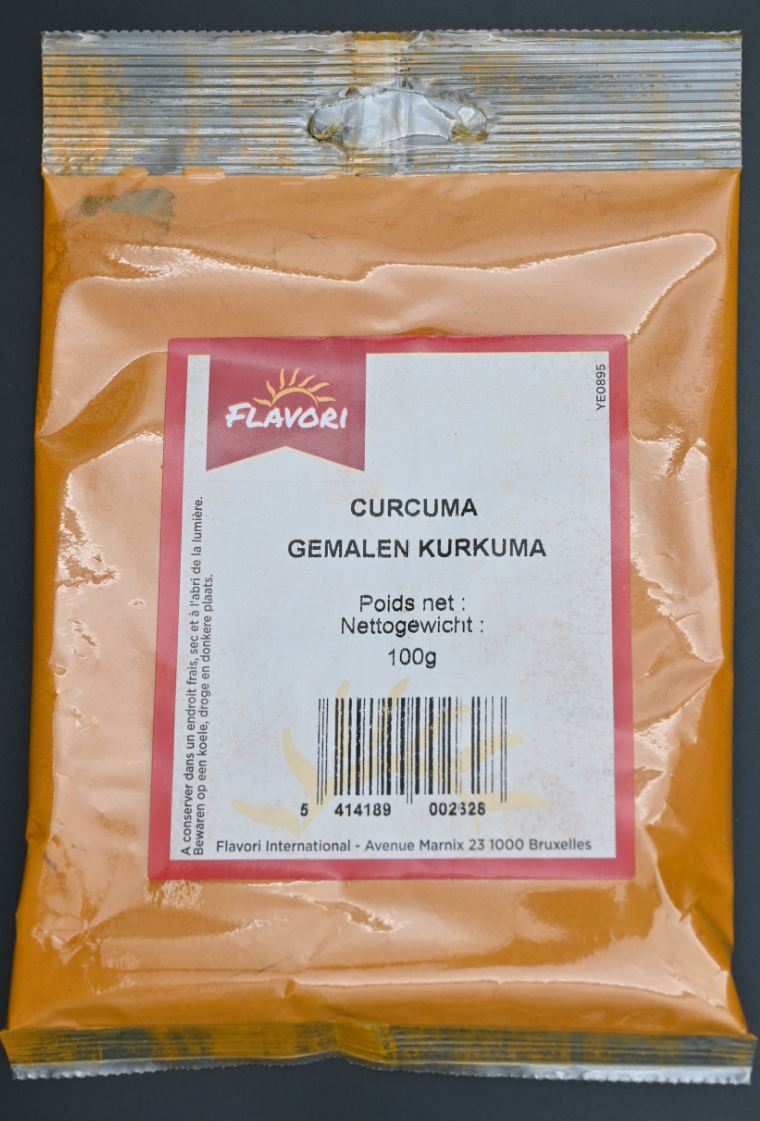 FLAVORI
YE0895
CURCUMA
GEMALEN KURKUMA
Poids net :
Nettogewicht :
100g
A conserver dans un endroit frais, sec et à l'abri de la lumière.
Bewaren op een koele, droge en donkere plaats.
5 414189 002328
Flavori International - Avenue Marnix 23 1000 Bruxelles